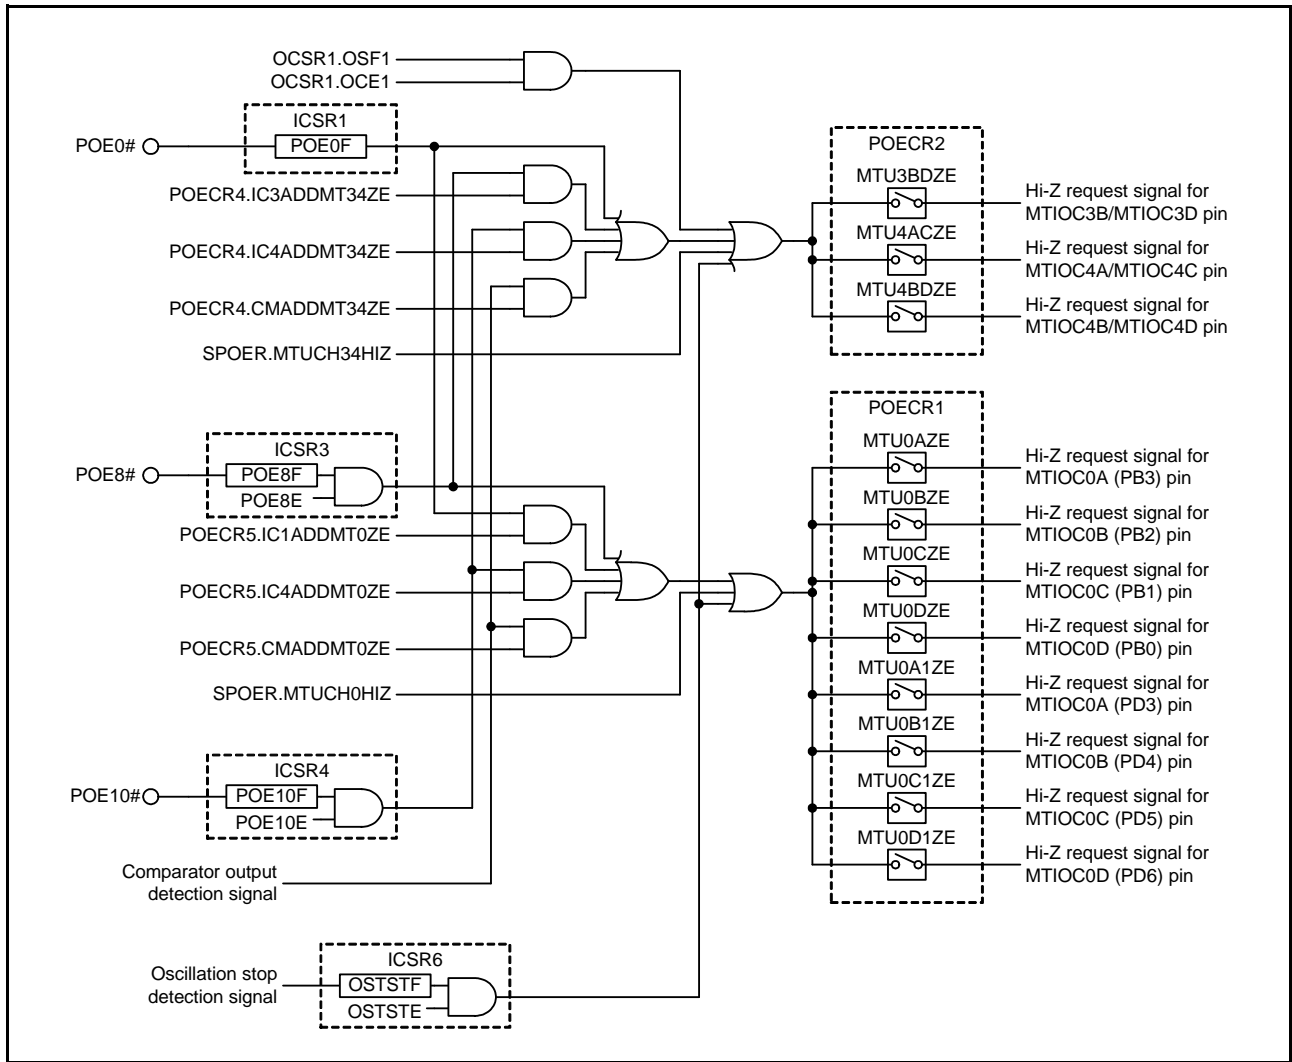 OCSR1.OSF1
OCSR1.OCE1
ICSR1
POE0#
POE0F
POECR4.IC3ADDMT34ZE
POECR4.IC4ADDMT34ZE
POECR4.CMADDMT34ZE
SPOER.MTUCH34HIZ
POECR2
MTU3BDZE
Hi-Z request signal for
MTIOC3B/MTIOC3D pin
MTU4ACZE
Hi-Z request signal for
MTIOC4A/MTIOC4C pin
MTU4BDZE
Hi-Z request signal for
MTIOC4B/MTIOC4D pin
ICSR3
POE8#
POE8F
POE8E
POECR5.IC1ADDMT0ZE
POECR5.IC4ADDMT0ZE
POECR5.CMADDMT0ZE
SPOER.MTUCH0HIZ
POECR1
MTU0AZE
Hi-Z request signal for
MTIOC0A (PB3) pin
MTU0BZE
Hi-Z request signal for
MTIOC0B (PB2) pin
MTU0CZE
Hi-Z request signal for
MTIOC0C (PB1) pin
MTU0DZE
Hi-Z request signal for
MTIOC0D (PB0) pin
MTU0A1ZE
Hi-Z request signal for
MTIOC0A (PD3) pin
MTU0B1ZE
Hi-Z request signal for
MTIOC0B (PD4) pin
MTU0C1ZE
Hi-Z request signal for
MTIOC0C (PD5) pin
MTU0D1ZE
Hi-Z request signal for
MTIOC0D (PD6) pin
ICSR4
POE10#
POE10F
POE10E
Comparator output
detection signal
ICSR6
Oscillation stop
detection signal
OSTSTF
OSTSTE